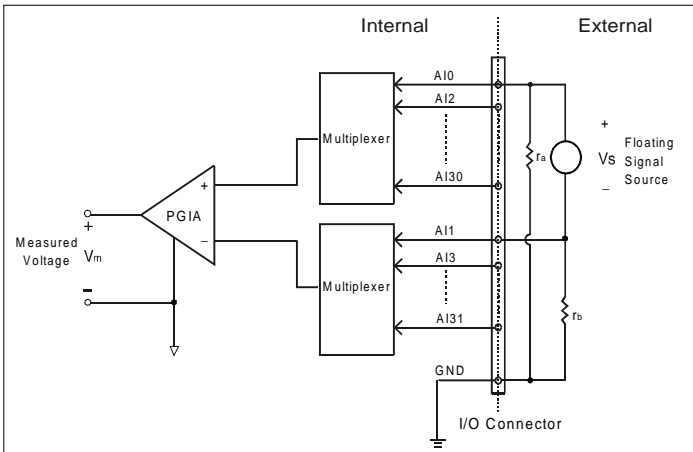 Internal
External
AI0
AI2
Multiplexer
AI30
+
PGIA
−
Measured
Voltage
+
Vm
-
AI1
AI3
Multiplexer
AI31
GND
I/O Connector
ra
+
Vs
−
Floating
Signal
Source
rb